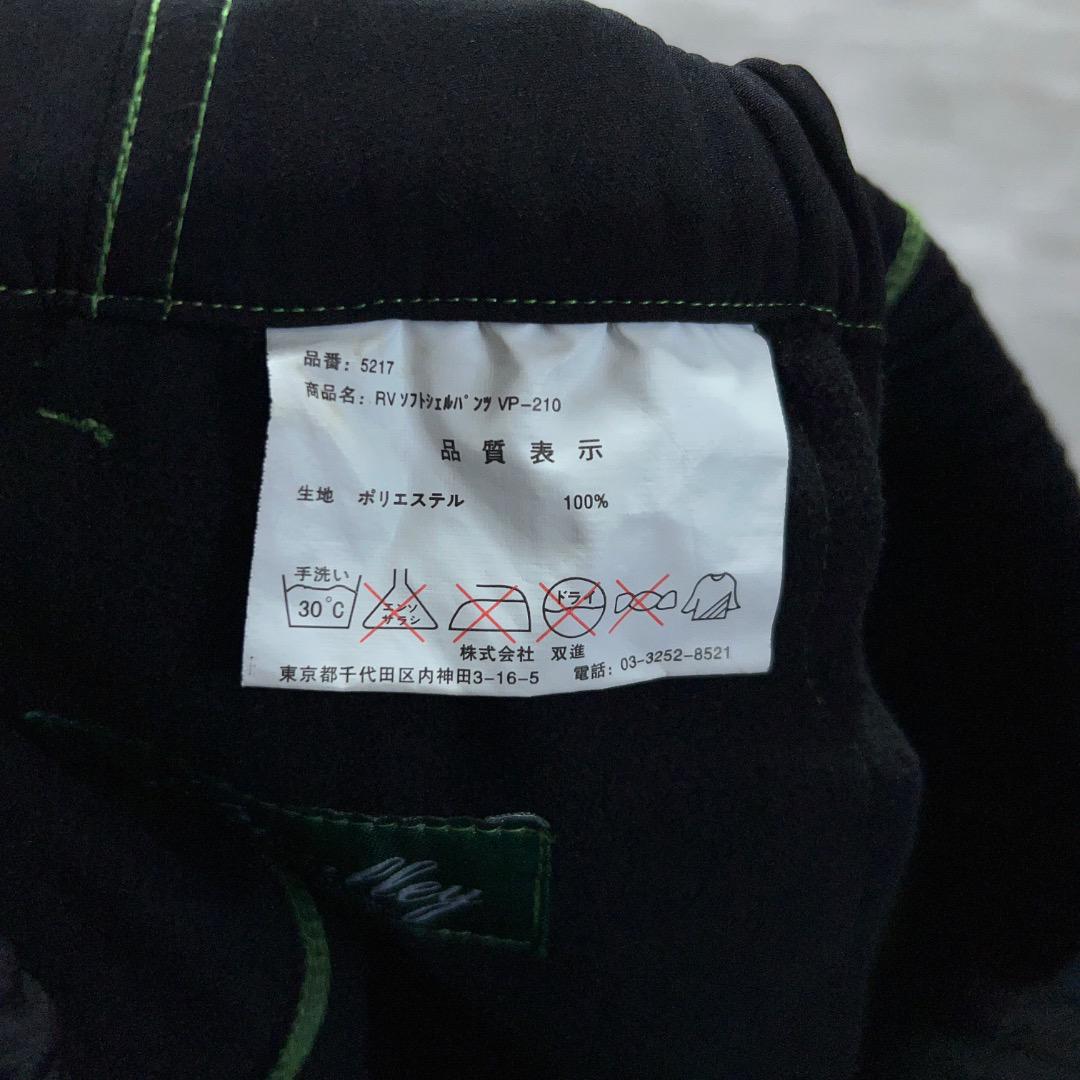 品番: 5217
商品名: RV ソフトシェルパンツ VP-210
品質表示
生地 ポリエステル 100%
手洗い
30℃
エンソ
サラシ
ドライ
株式会社 双進
東京都千代田区内神田3-16-5 電話: 03-3252-8521
lley